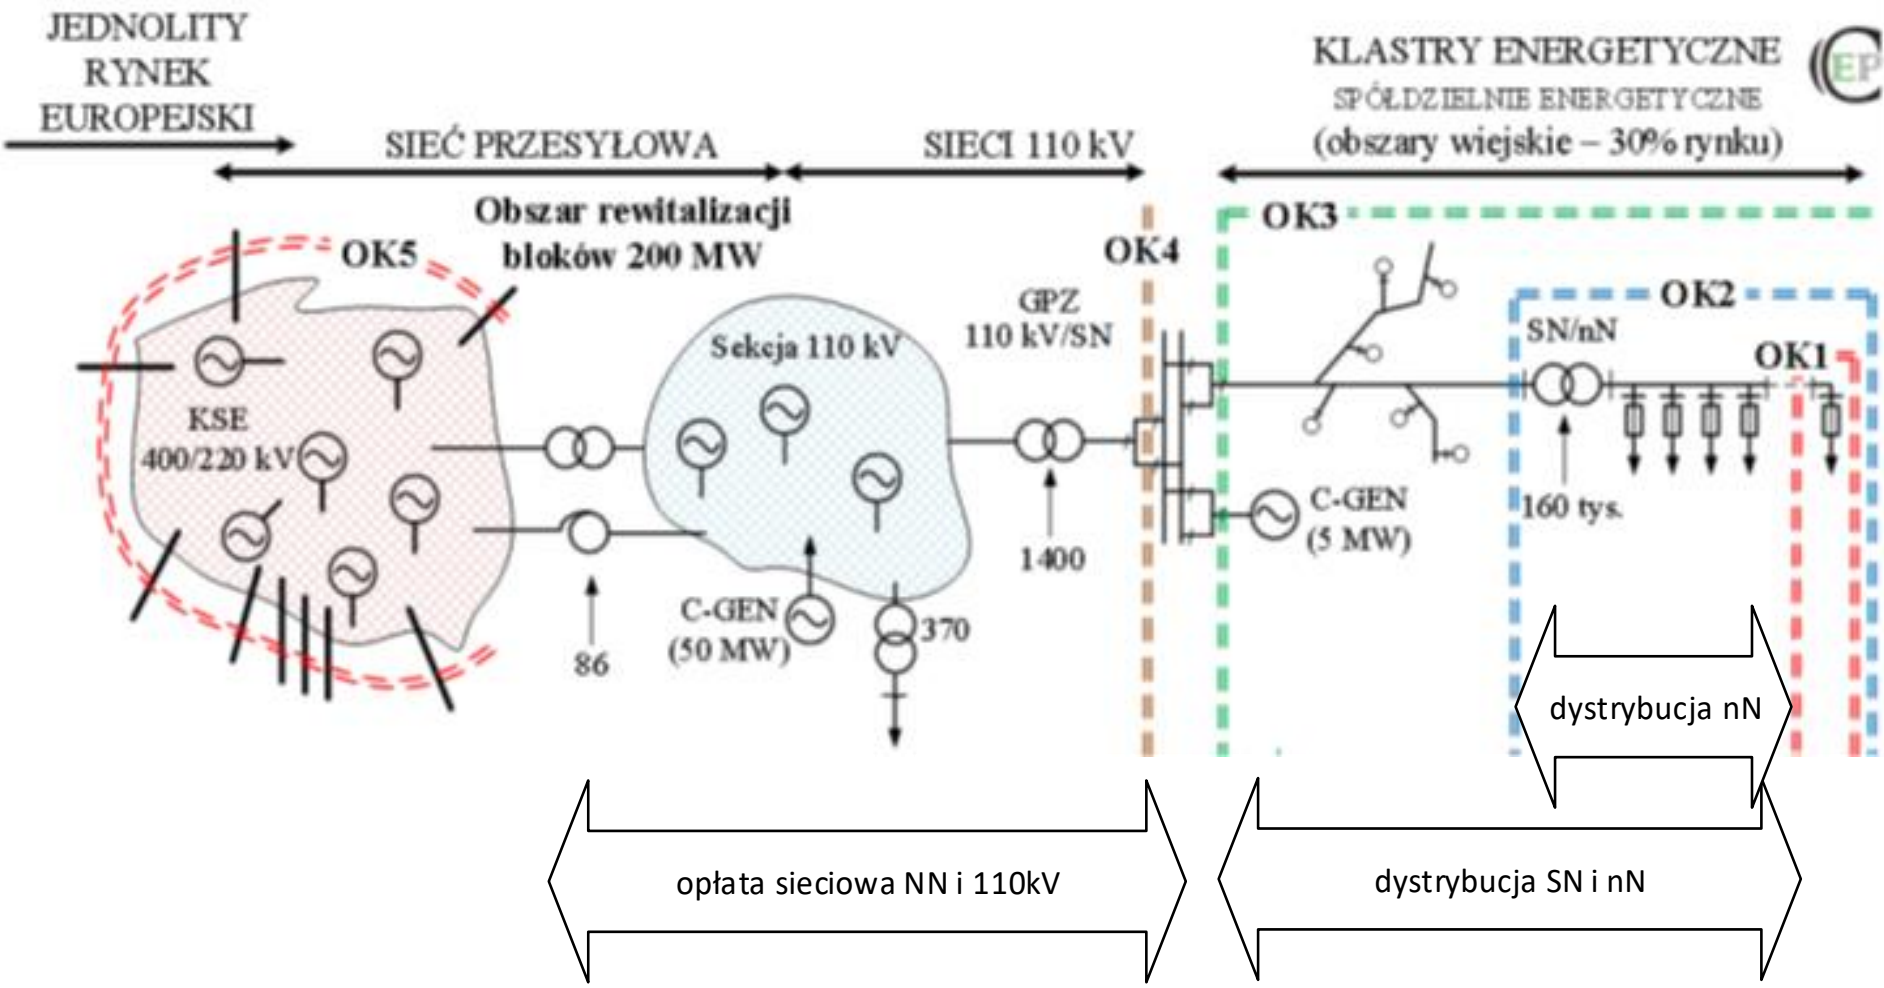 JEDNOLITY
RYNEK
EUROPEJSKI
SIEĆ PRZESYŁOWA
SIECI 110 kV
KLASTRY ENERGETYCZNE
SPÓŁDZIELNIE ENERGETYCZNE
(obszary wiejskie – 30% rynku)
CEP
Obszar rewitalizacji
bloków 200 MW
OK5
OK4
OK3
OK2
OK1
KSE
400/220 kV
Sekcja 110 kV
GPZ
110 kV/SN
SN/nN
86
C-GEN
(50 MW)
370
1400
C-GEN
(5 MW)
160 tys.
dystrybucja nN
opłata sieciowa NN i 110kV
dystrybucja SN i nN